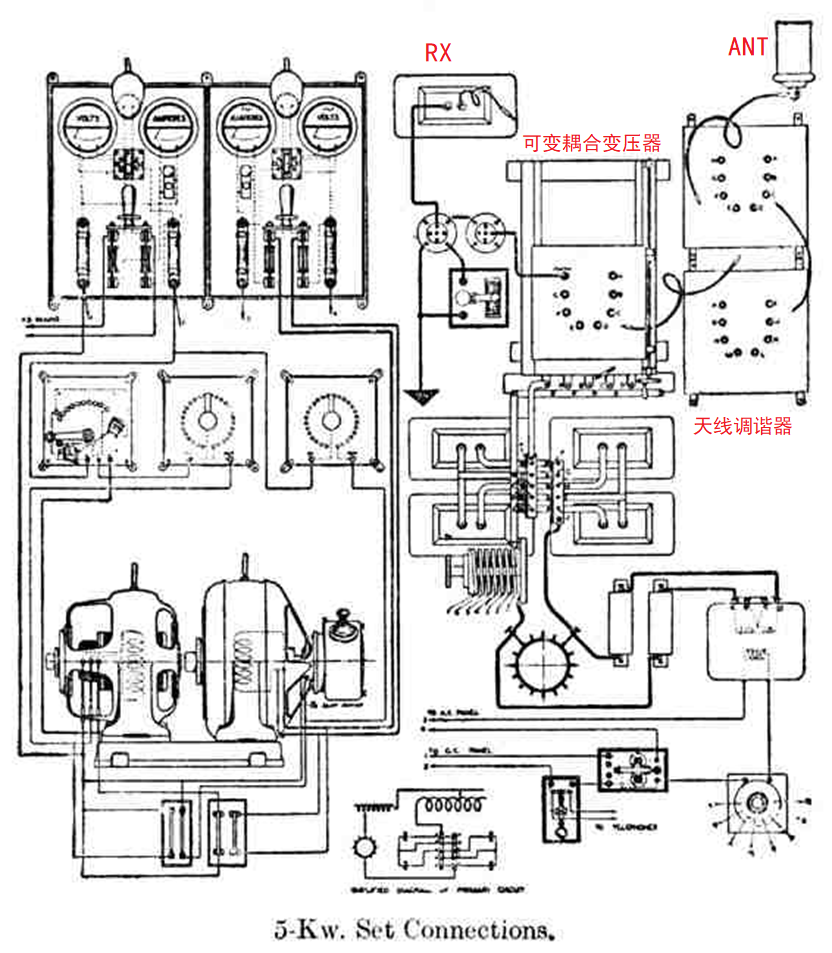 RX
ANT
VOLTS
AMPERES
AMPERES
VOLTS
可变耦合变压器
天线调谐器
TO A.C. PANEL
TO D.C. PANEL
TO TELEPHONES
SIMPLIFIED DIAGRAM OF PRIMARY CIRCUIT
5-Kw. Set Connections.